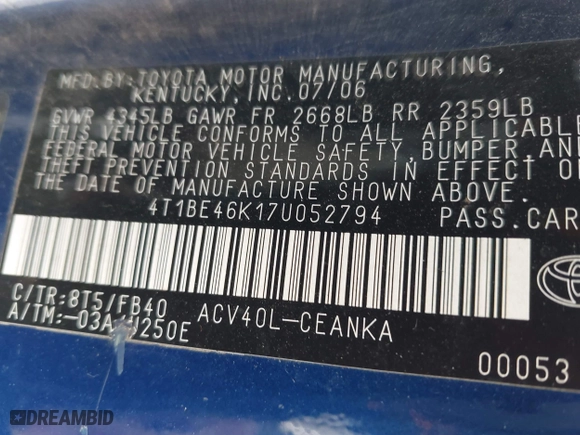 MFD.BY:TOYOTA MOTOR MANUFACTURING,
KENTUCKY,INC.07/06
GVWR 4345LB GAWR FR 2668LB RR 2359LB
THIS VEHICLE CONFORMS TO ALL APPLICABLE
FEDERAL MOTOR VEHICLE SAFETY,BUMPER,AND
THEFT PREVENTION STANDARDS IN EFFECT
THE DATE OF MANUFACTURE SHOWN ABOVE.
4T1BE46K17U052794 PASS.CAR
C/TR:8T5/FB40 ACV40L-CEANKA
A/TM:-03A/U250E
00053
DREAMBID